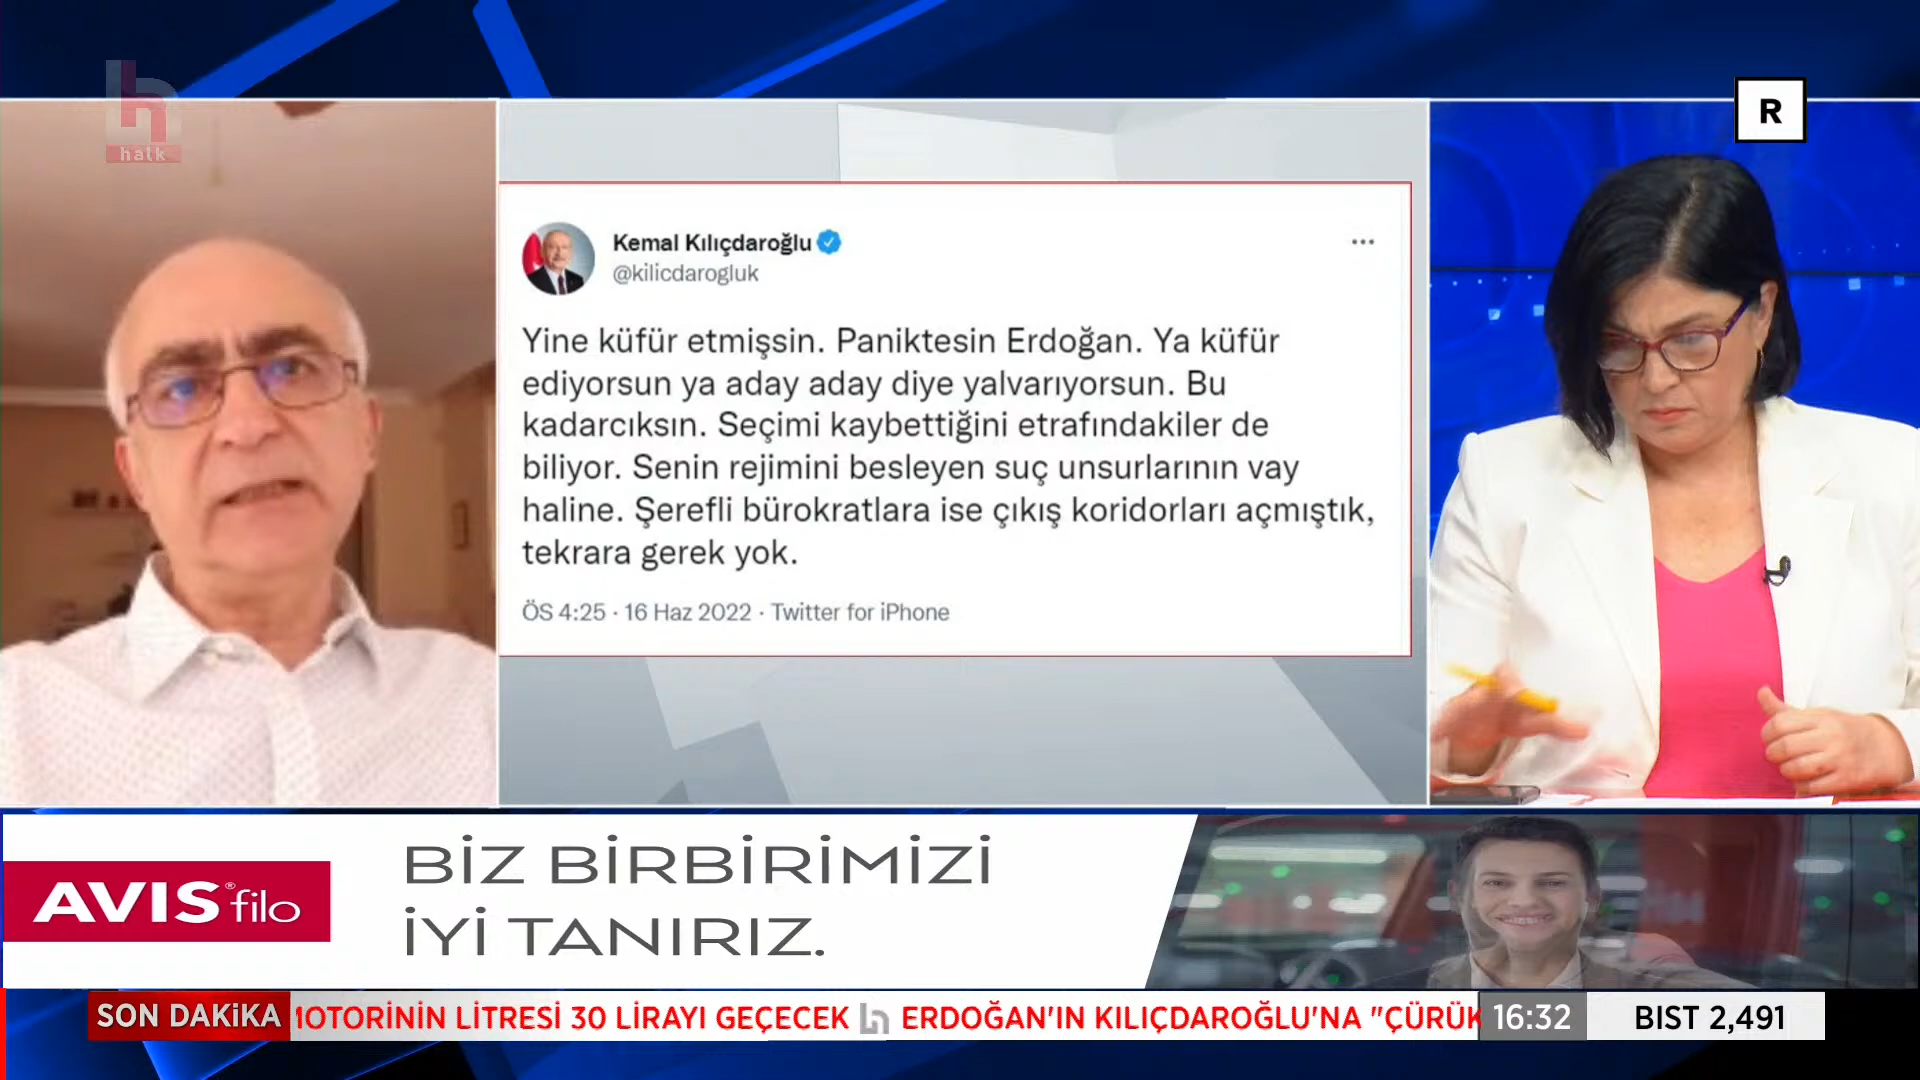 h
halk
R
Kemal Kılıçdaroğlu
@kilicdarogluk
Yine küfür etmişsin. Paniktesin Erdoğan. Ya küfür
ediyorsun ya aday aday diye yalvarıyorsun. Bu
kadarcıksın. Seçimi kaybettiğini etrafındakiler de
biliyor. Senin rejimini besleyen suç unsurlarının vay
haline. Şerefli bürokratlara ise çıkış koridorları açmıştık,
tekrara gerek yok.
ÖS 4:25 · 16 Haz 2022 · Twitter for iPhone
AVIS® filo
BİZ BİRBİRİMİZİ
İYİ TANIRIZ.
SON DAKİKA MOTORİNİN LİTRESİ 30 LİRAYI GEÇECEK h ERDOĞAN'IN KILIÇDAROĞLU'NA "ÇÜRÜK 16:32 BIST 2,491